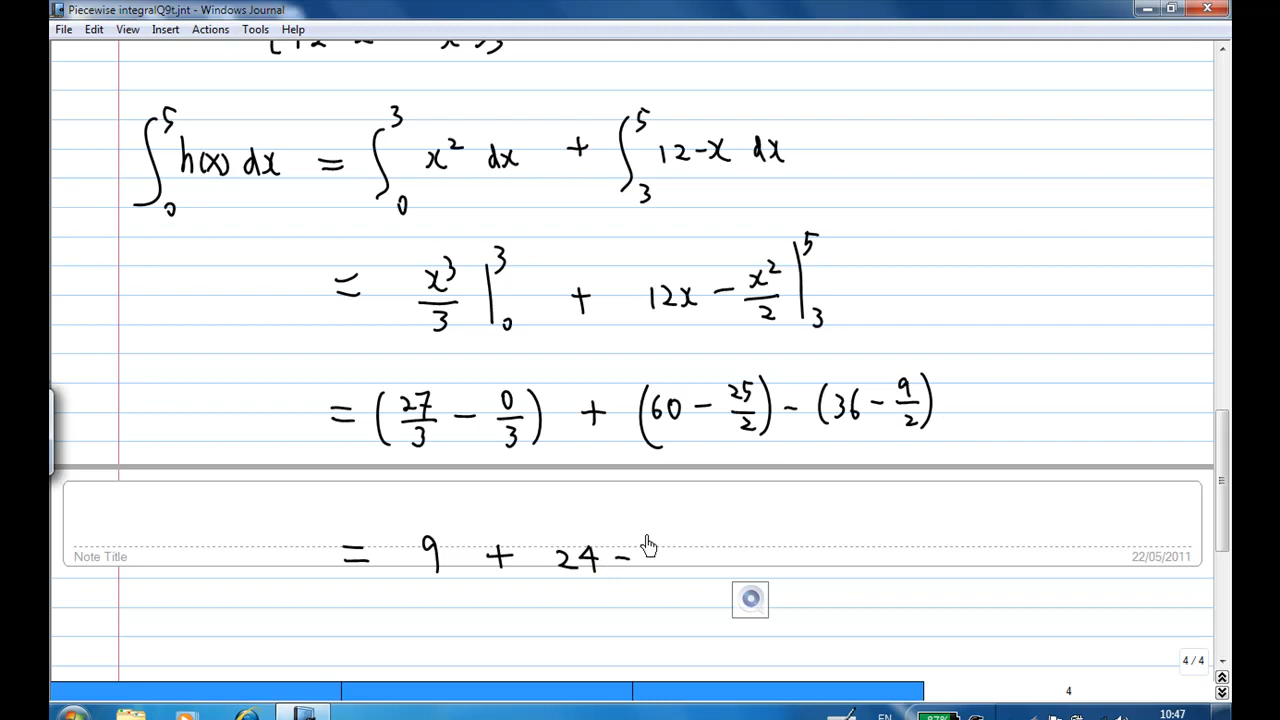 Piecewise integralQ9t.jnt - Windows Journal
File Edit View Insert Actions Tools Help
∫₀⁵ h(x) dx = ∫₀³ x² dx + ∫₃⁵ 12-x dx
= x³/3 |₀³ + 12x - x²/2 |₃⁵
= (27/3 - 0/3) + (60 - 25/2) - (36 - 9/2)
= 9 + 24 -
Note Title 22/05/2011
4 / 4
4
EN 87% 10:47